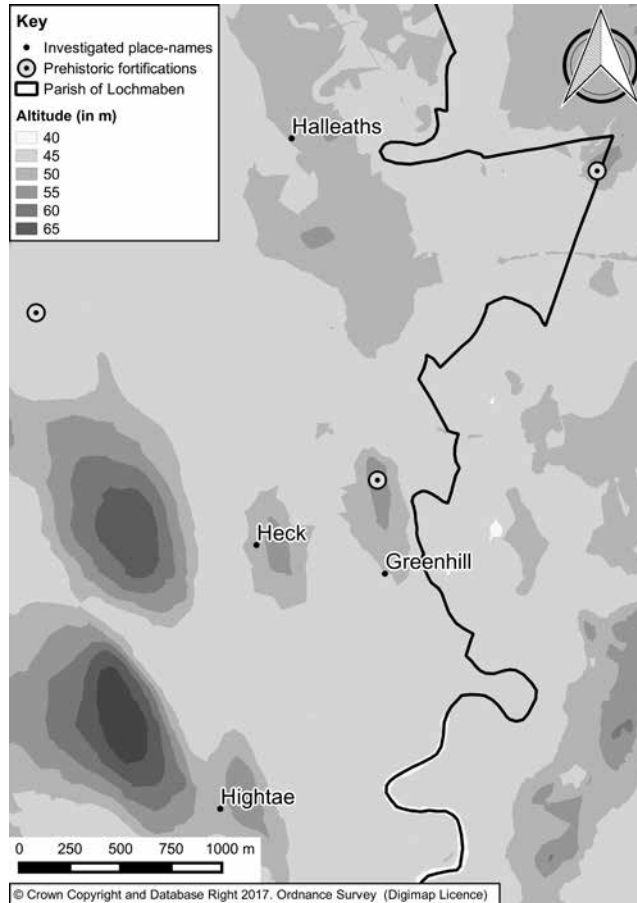 Key
Investigated place-names
Prehistoric fortifications
Parish of Lochmaben
Altitude (in m)
40
45
50
55
60
65
Halleaths
Heck
Greenhill
Hightae
0 250 500 750 1000 m
© Crown Copyright and Database Right 2017. Ordnance Survey (Digimap Licence)